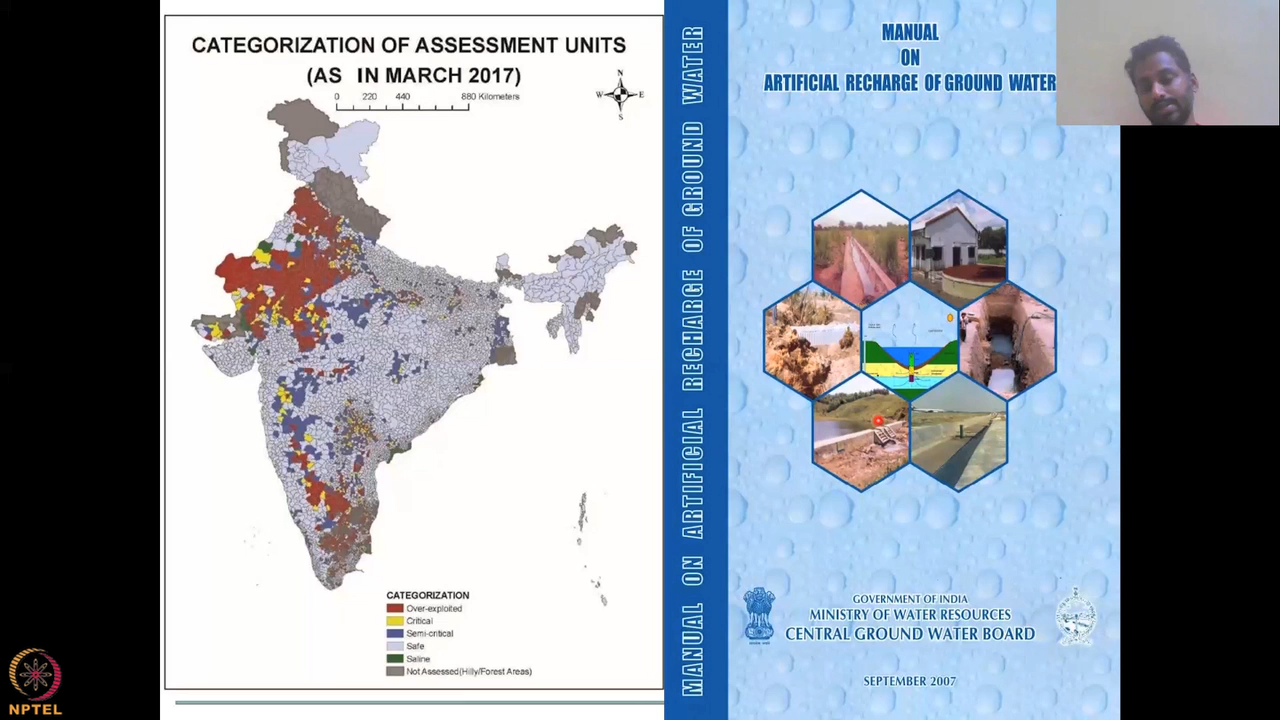 CATEGORIZATION OF ASSESSMENT UNITS
(AS IN MARCH 2017)
N
W E
S
0 220 440 880 Kilometers
CATEGORIZATION
Over-exploited
Critical
Semi-critical
Safe
Saline
Not Assessed(Hilly/Forest Areas)
MANUAL ON ARTIFICIAL RECHARGE OF GROUND WATER
MANUAL
ON
ARTIFICIAL RECHARGE OF GROUND WATER
GOVERNMENT OF INDIA
MINISTRY OF WATER RESOURCES
CENTRAL GROUND WATER BOARD
SEPTEMBER 2007
NPTEL